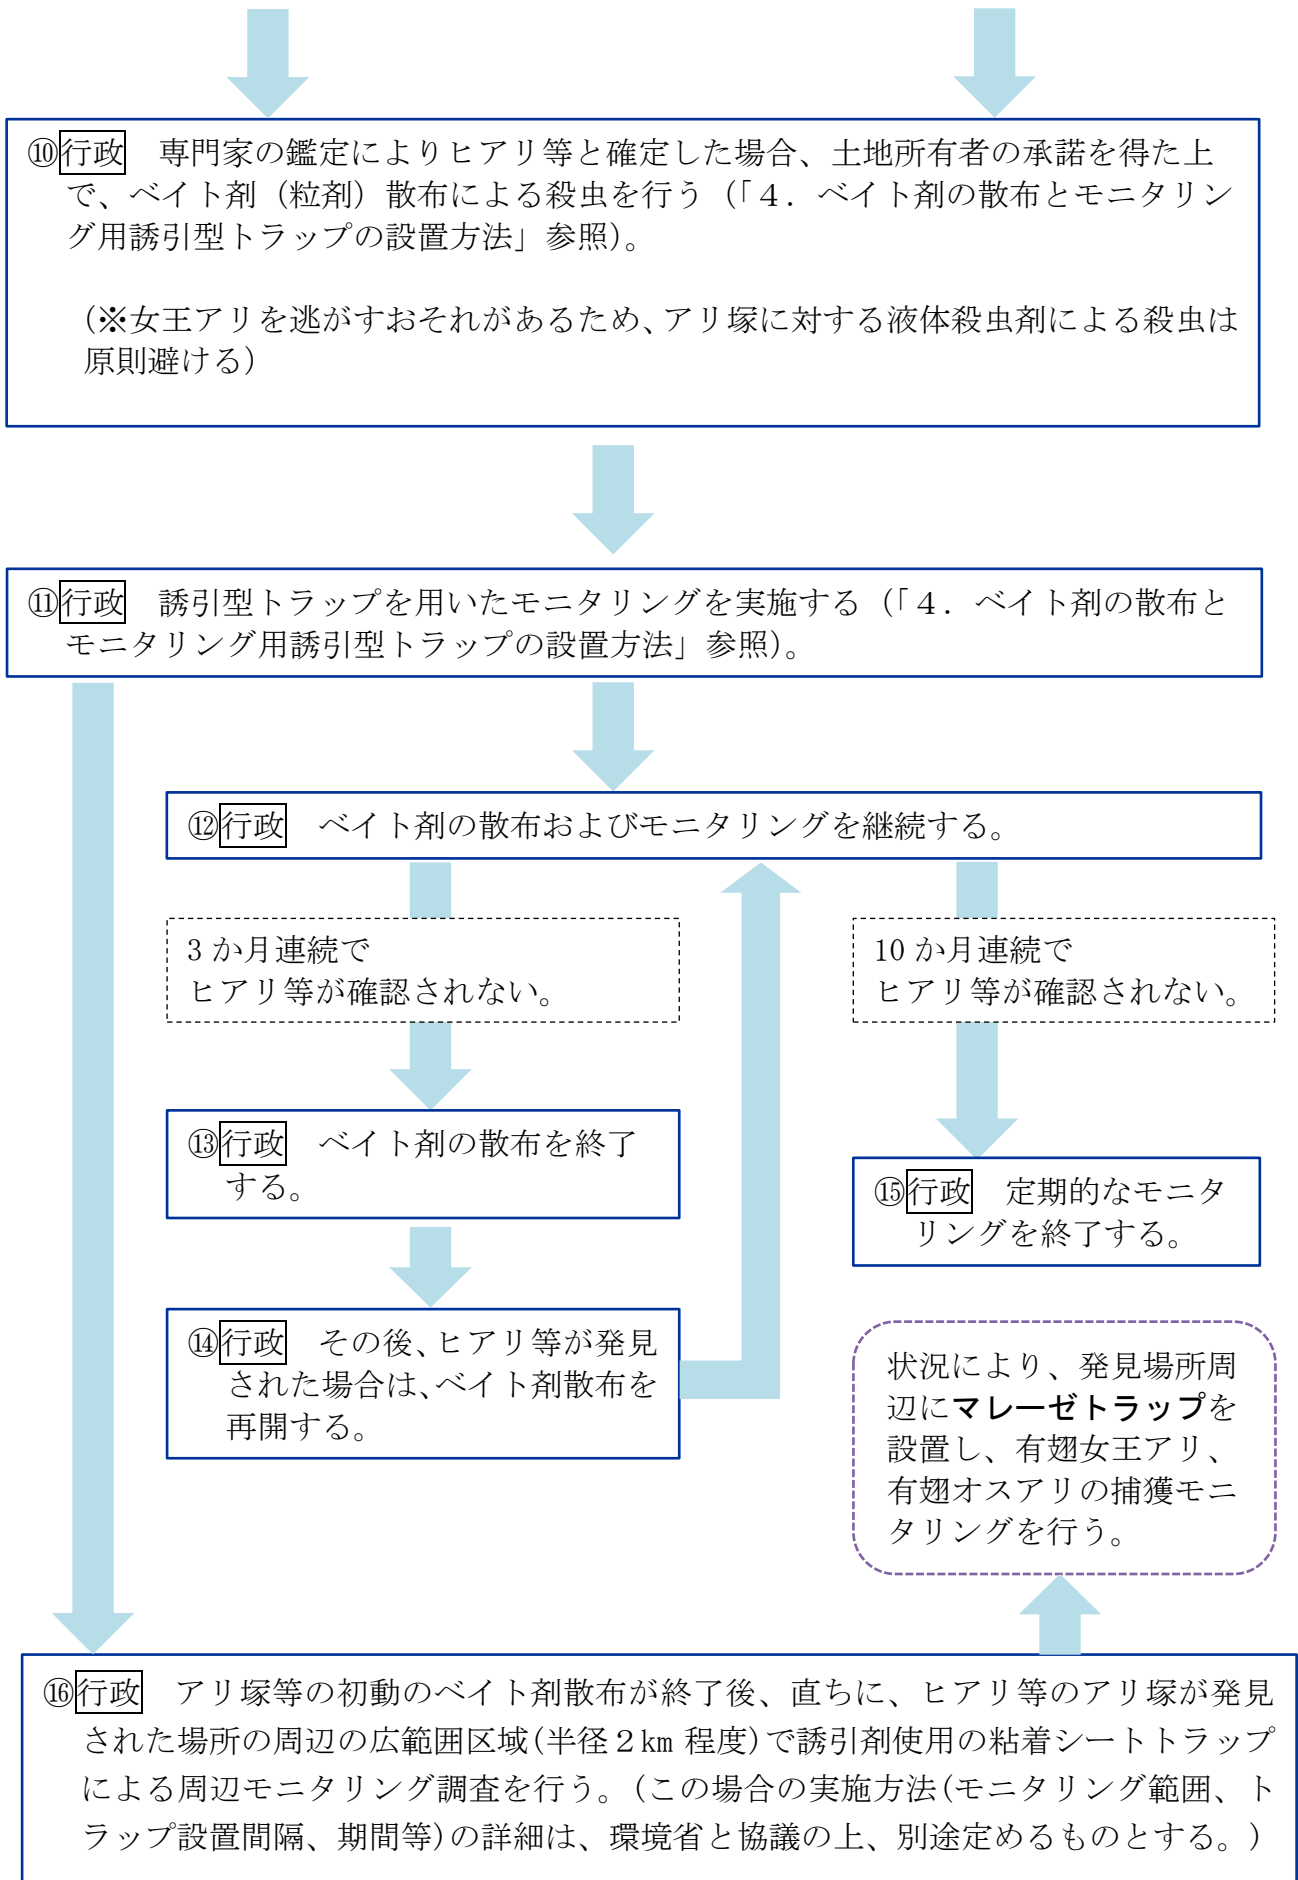 ⑩行政　専門家の鑑定によりヒアリ等と確定した場合、土地所有者の承諾を得た上
で、ベイト剤（粒剤）散布による殺虫を行う（「４．ベイト剤の散布とモニタリン
グ用誘引型トラップの設置方法」参照）。
（※女王アリを逃がすおそれがあるため、アリ塚に対する液体殺虫剤による殺虫は
原則避ける）
⑪行政　誘引型トラップを用いたモニタリングを実施する（「４．ベイト剤の散布と
モニタリング用誘引型トラップの設置方法」参照）。
⑫行政　ベイト剤の散布およびモニタリングを継続する。
3 か月連続で
ヒアリ等が確認されない。
10 か月連続で
ヒアリ等が確認されない。
⑬行政　ベイト剤の散布を終了
する。
⑮行政　定期的なモニタ
リングを終了する。
⑭行政　その後、ヒアリ等が発見
された場合は、ベイト剤散布を
再開する。
状況により、発見場所周
辺にマレーゼトラップを
設置し、有翅女王アリ、
有翅オスアリの捕獲モニ
タリングを行う。
⑯行政　アリ塚等の初動のベイト剤散布が終了後、直ちに、ヒアリ等のアリ塚が発見
された場所の周辺の広範囲区域(半径２km 程度)で誘引剤使用の粘着シートトラップ
による周辺モニタリング調査を行う。(この場合の実施方法(モニタリング範囲、ト
ラップ設置間隔、期間等)の詳細は、環境省と協議の上、別途定めるものとする。)